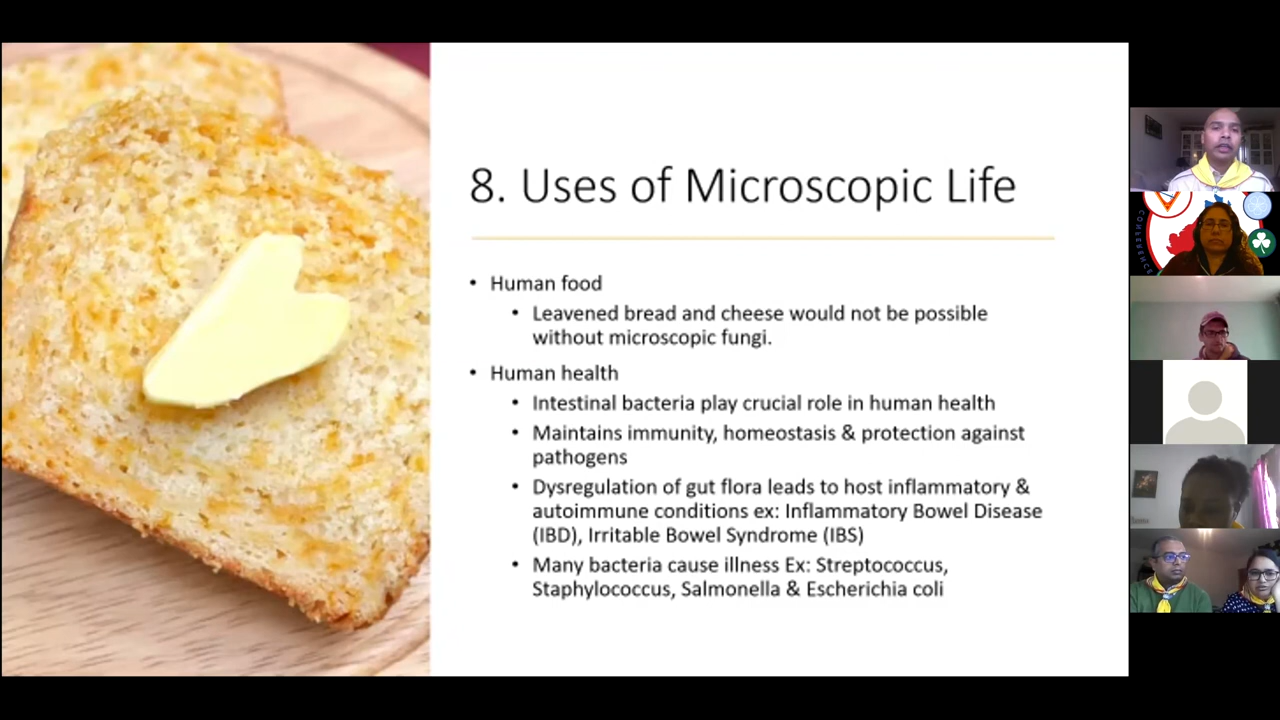 8. Uses of Microscopic Life
• Human food
• Leavened bread and cheese would not be possible
without microscopic fungi.
• Human health
• Intestinal bacteria play crucial role in human health
• Maintains immunity, homeostasis & protection against
pathogens
• Dysregulation of gut flora leads to host inflammatory &
autoimmune conditions ex: Inflammatory Bowel Disease
(IBD), Irritable Bowel Syndrome (IBS)
• Many bacteria cause illness Ex: Streptococcus,
Staphylococcus, Salmonella & Escherichia coli
CONFERENCE